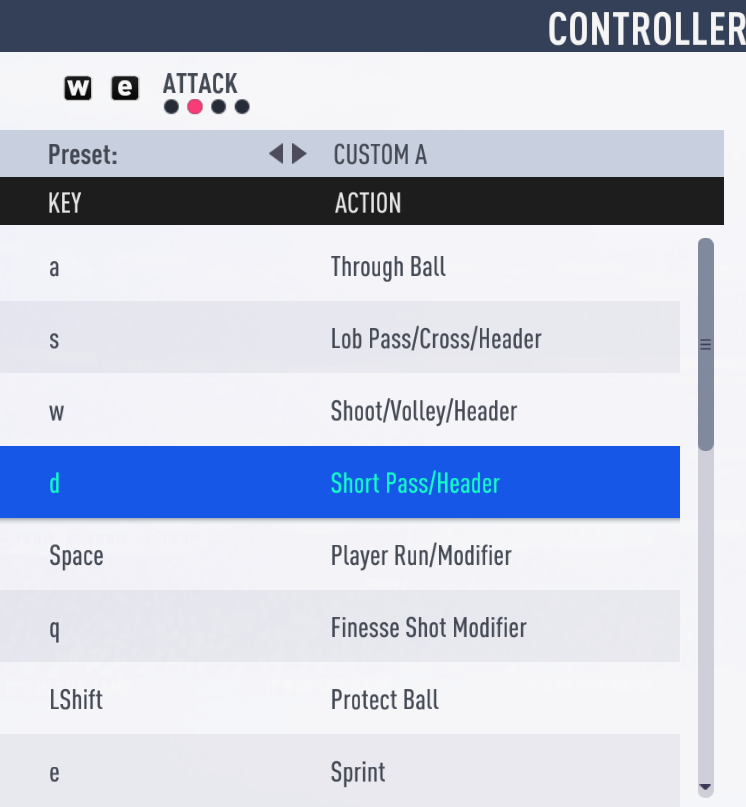 CONTROLLER
w e ATTACK
Preset: CUSTOM A
KEY ACTION
a Through Ball
s Lob Pass/Cross/Header
w Shoot/Volley/Header
d Short Pass/Header
Space Player Run/Modifier
q Finesse Shot Modifier
LShift Protect Ball
e Sprint